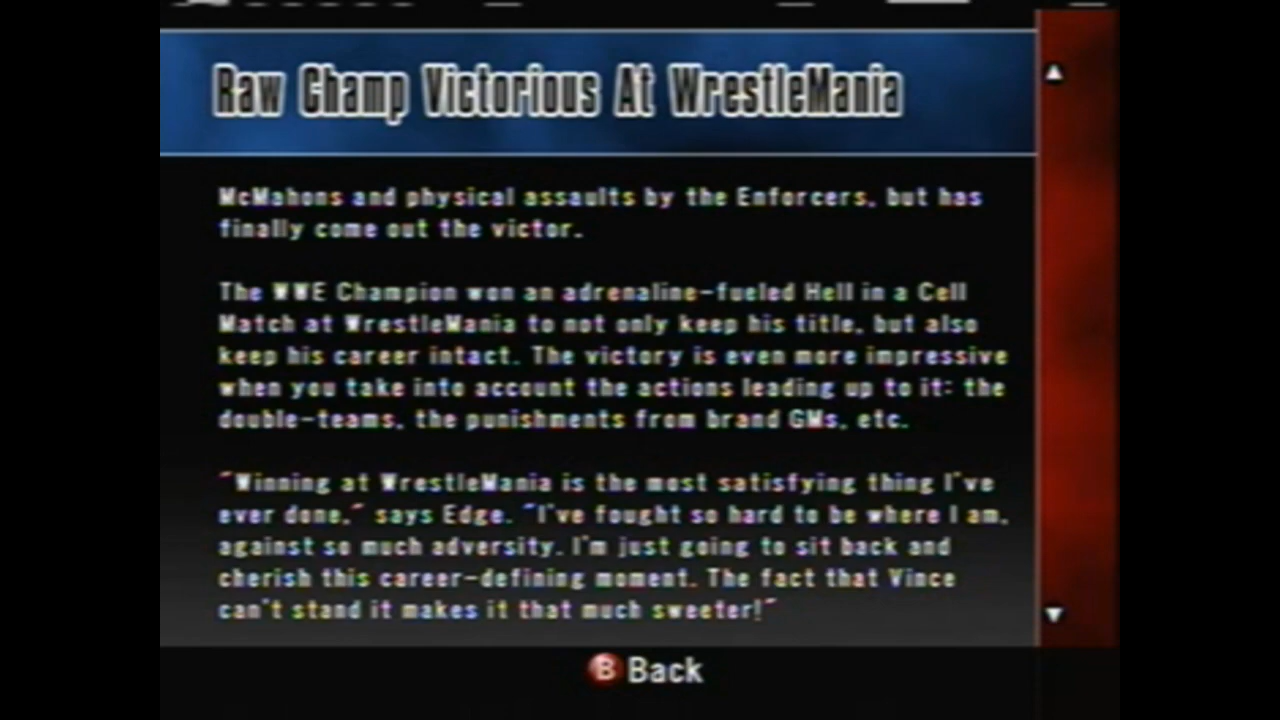 Raw Champ Victorious At WrestleMania
McMahons and physical assaults by the Enforcers, but has
finally come out the victor.
The WWE Champion won an adrenaline-fueled Hell in a Cell
Match at WrestleMania to not only keep his title, but also
keep his career intact. The victory is even more impressive
when you take into account the actions leading up to it: the
double-teams, the punishments from brand GMs, etc.
"Winning at WrestleMania is the most satisfying thing I've
ever done," says Edge. "I've fought so hard to be where I am,
against so much adversity. I'm just going to sit back and
cherish this career-defining moment. The fact that Vince
can't stand it makes it that much sweeter!"
B Back